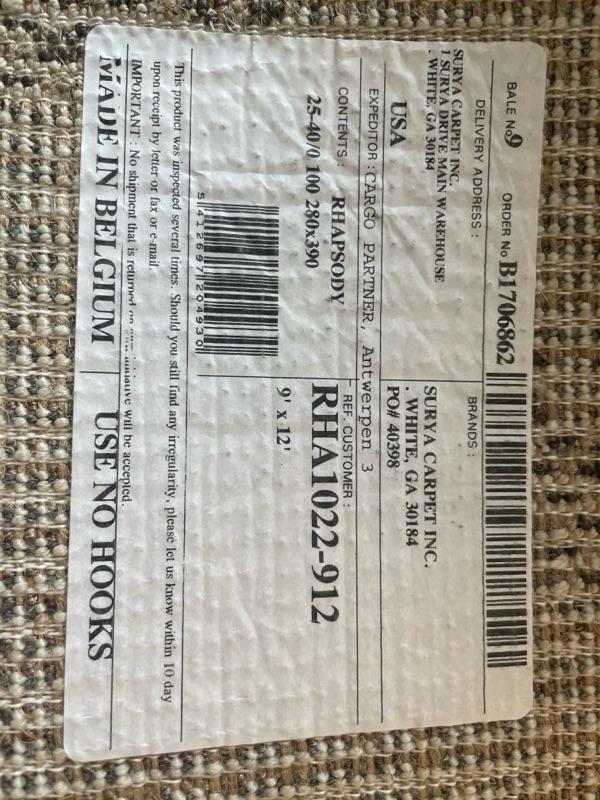 BALE No 9 ORDER No B1706862
DELIVERY ADDRESS :
SURYA CARPET INC.
1 SURYA DRIVE MAIN WAREHOUSE
. WHITE, GA 30184
USA
BRANDS :
SURYA CARPET INC.
. WHITE, GA 30184
PO# 40398
EXPEDITOR : CARGO PARTNER, Antwerpen 3
CONTENTS :
RHAPSODY
25-40/0 100 280x390
5412697204930
REF. CUSTOMER :
RHA1022-912
9' x 12'
This product was inspected several times. Should you still find any irregularity, please let us know within 10 day
upon receipt by letter or fax or e-mail.
IMPORTANT : No shipment that is returned on initiative will be accepted.
MADE IN BELGIUM USE NO HOOKS